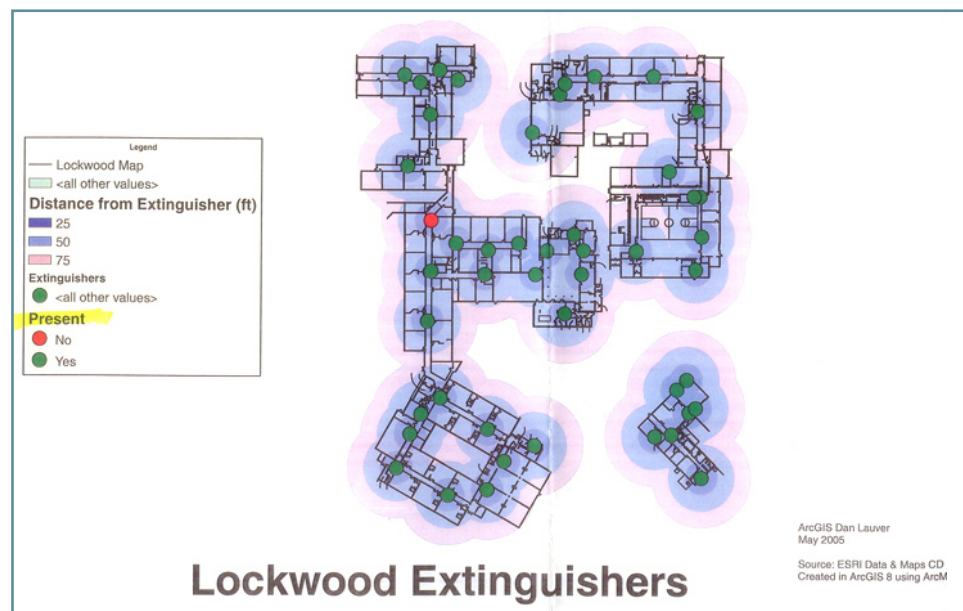 Legend
Lockwood Map
<all other values>
Distance from Extinguisher (ft)
25
50
75
Extinguishers
<all other values>
Present
No
Yes
ArcGIS Dan Lauver
May 2005
Source: ESRI Data & Maps CD
Created in ArcGIS 8 using ArcM
Lockwood Extinguishers